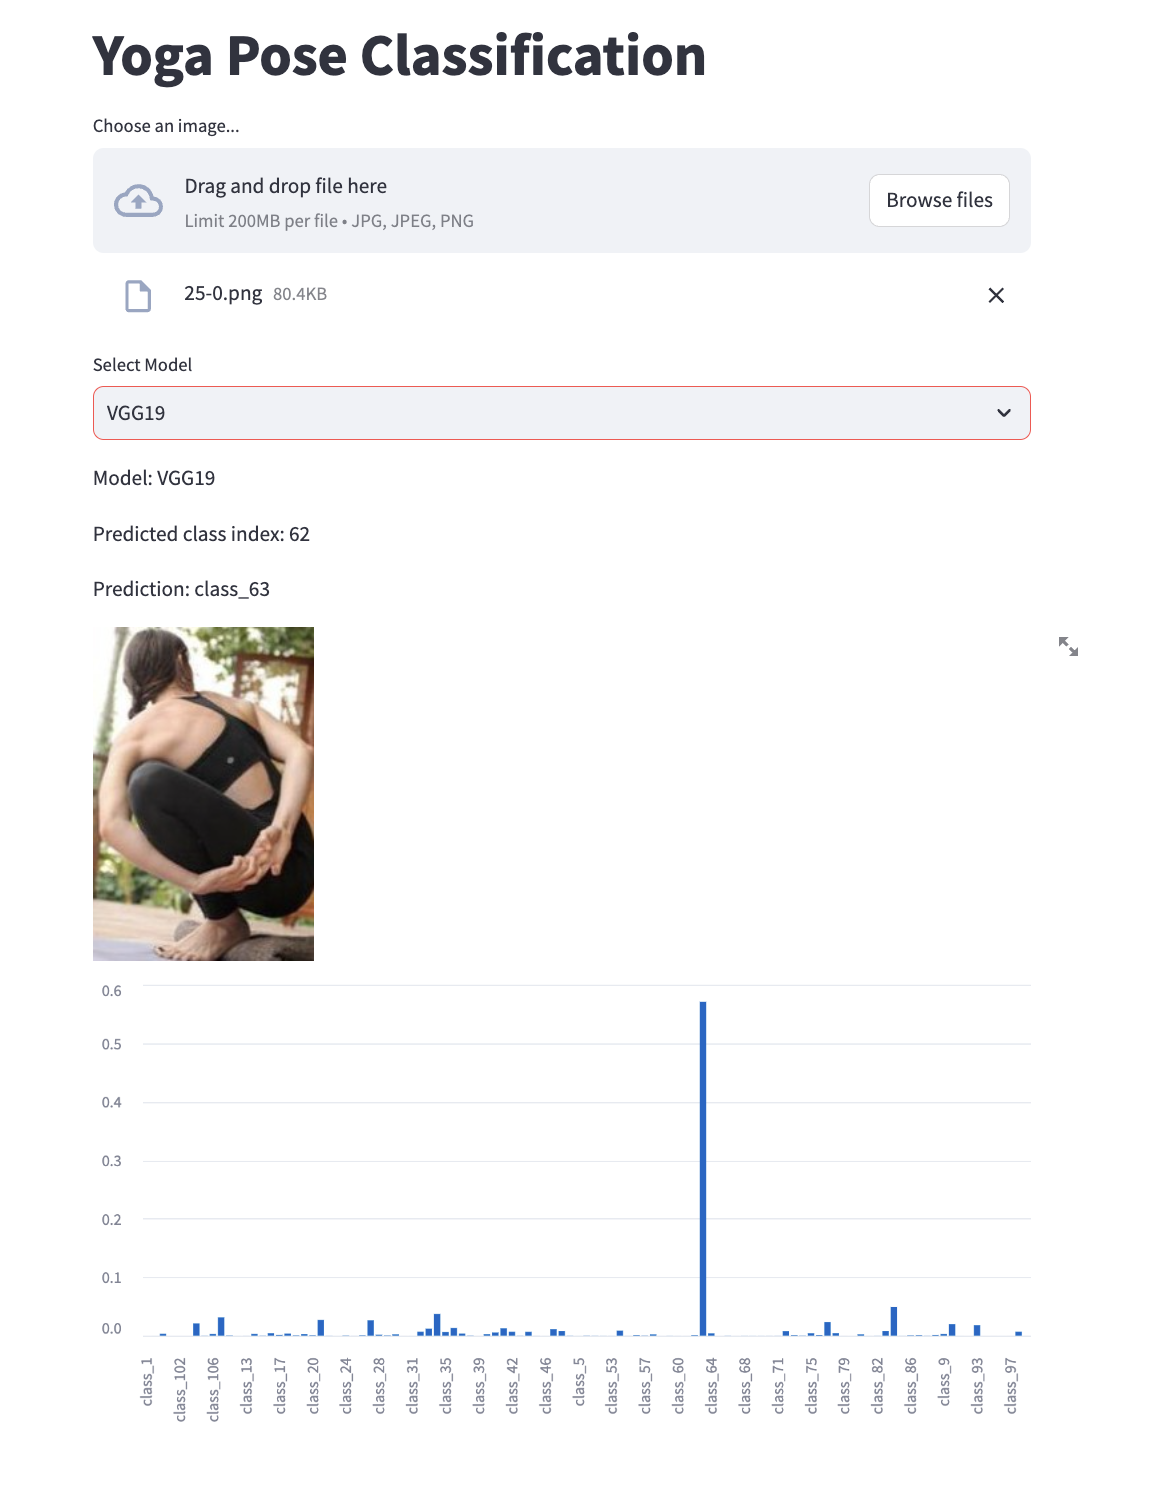 Yoga Pose Classification
Choose an image...
Drag and drop file here
Limit 200MB per file • JPG, JPEG, PNG
Browse files
25-0.png 80.4KB
Select Model
VGG19
Model: VGG19
Predicted class index: 62
Prediction: class_63
0.6
0.5
0.4
0.3
0.2
0.1
0.0
class_1
class_102
class_106
class_13
class_17
class_20
class_24
class_28
class_31
class_35
class_39
class_42
class_46
class_5
class_53
class_57
class_60
class_64
class_68
class_71
class_75
class_79
class_82
class_86
class_9
class_93
class_97